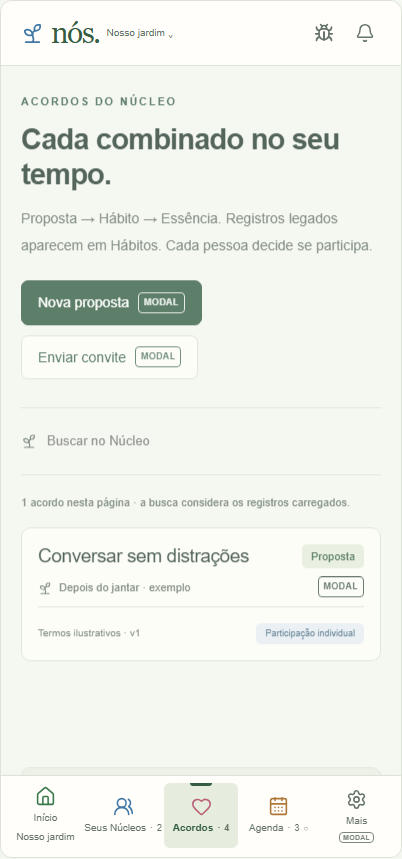 nós. Nosso jardim
ACORDOS DO NÚCLEO
Cada combinado no seu
tempo.
Proposta → Hábito → Essência. Registros legados
aparecem em Hábitos. Cada pessoa decide se participa.
Nova proposta MODAL
Enviar convite MODAL
Buscar no Núcleo
1 acordo nesta página · a busca considera os registros carregados.
Conversar sem distrações Proposta
Depois do jantar · exemplo MODAL
Termos ilustrativos · v1 Participação individual
Início
Nosso jardim
Seus Núcleos · 2
Acordos · 4
Agenda · 3 ○
Mais
MODAL